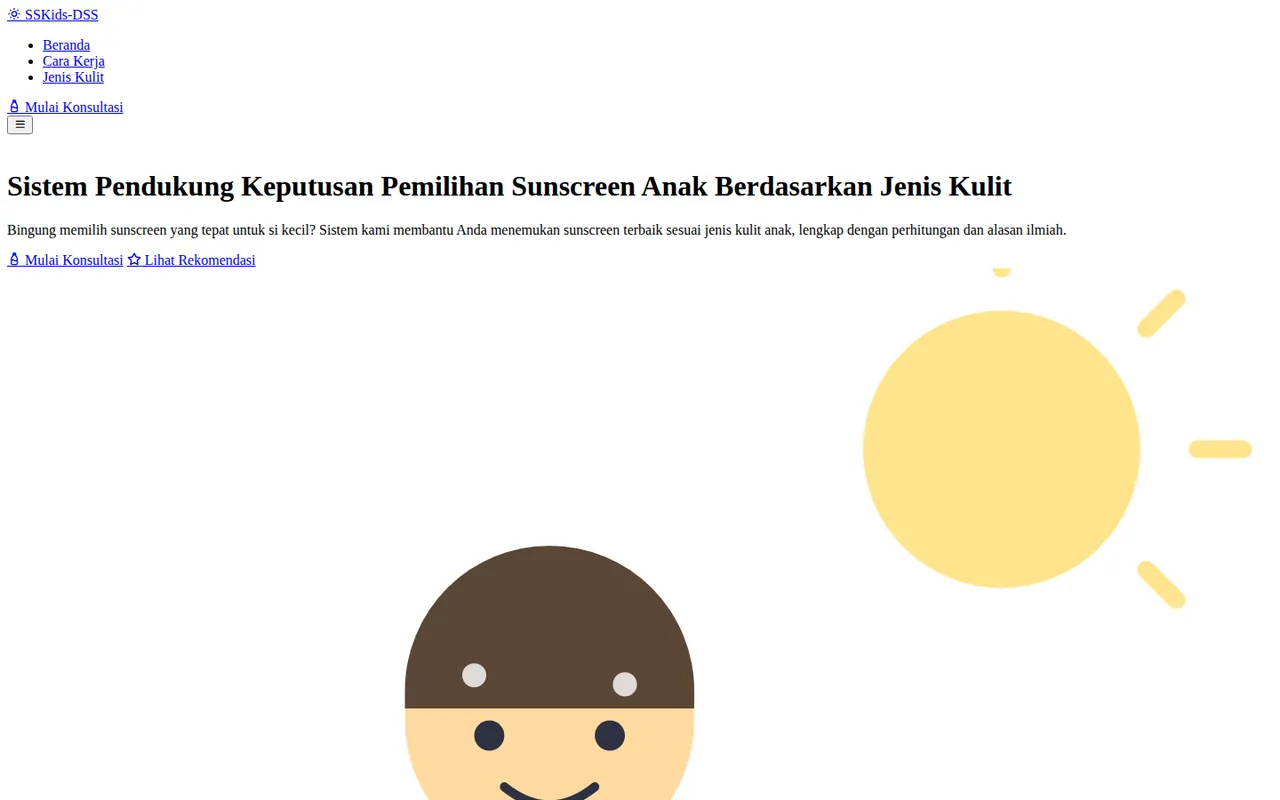 SSKids-DSS
Beranda
Cara Kerja
Jenis Kulit
Mulai Konsultasi
Sistem Pendukung Keputusan Pemilihan Sunscreen Anak Berdasarkan Jenis Kulit
Bingung memilih sunscreen yang tepat untuk si kecil? Sistem kami membantu Anda menemukan sunscreen terbaik sesuai jenis kulit anak, lengkap dengan perhitungan dan alasan ilmiah.
Mulai Konsultasi Lihat Rekomendasi